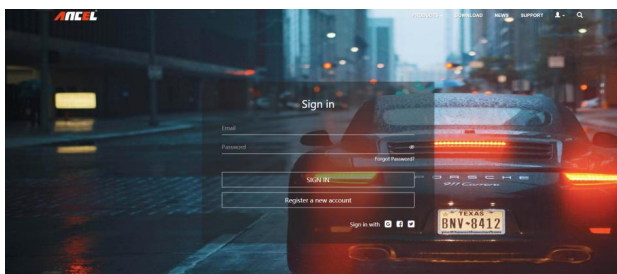 ANCEL
PRODUCTS DOWNLOAD NEWS SUPPORT
Sign in
Email
Password
Forgot Password?
SIGN IN
Register a new account
Sign in with
PORSCHE
911 Carrera
TEXAS
BNV-8412